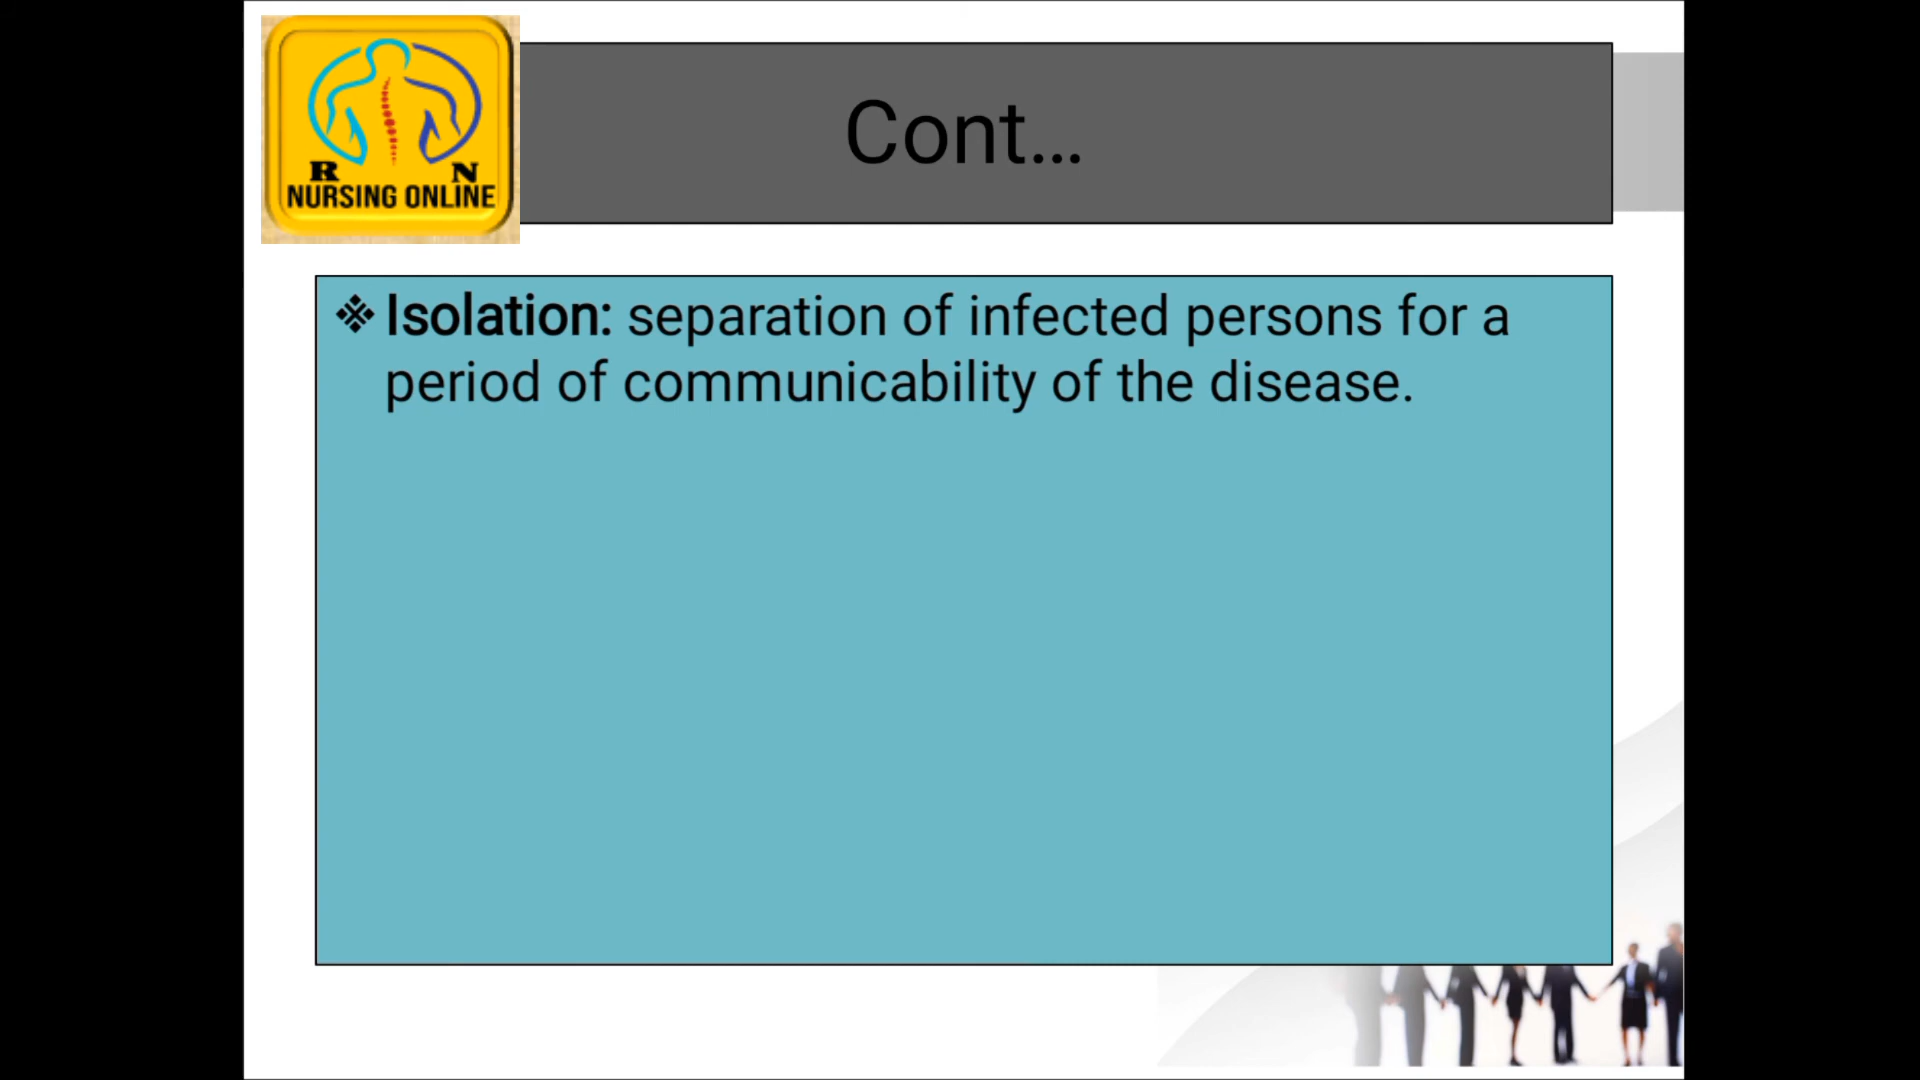 R N
NURSING ONLINE
Cont...
❖ Isolation: separation of infected persons for a
period of communicability of the disease.